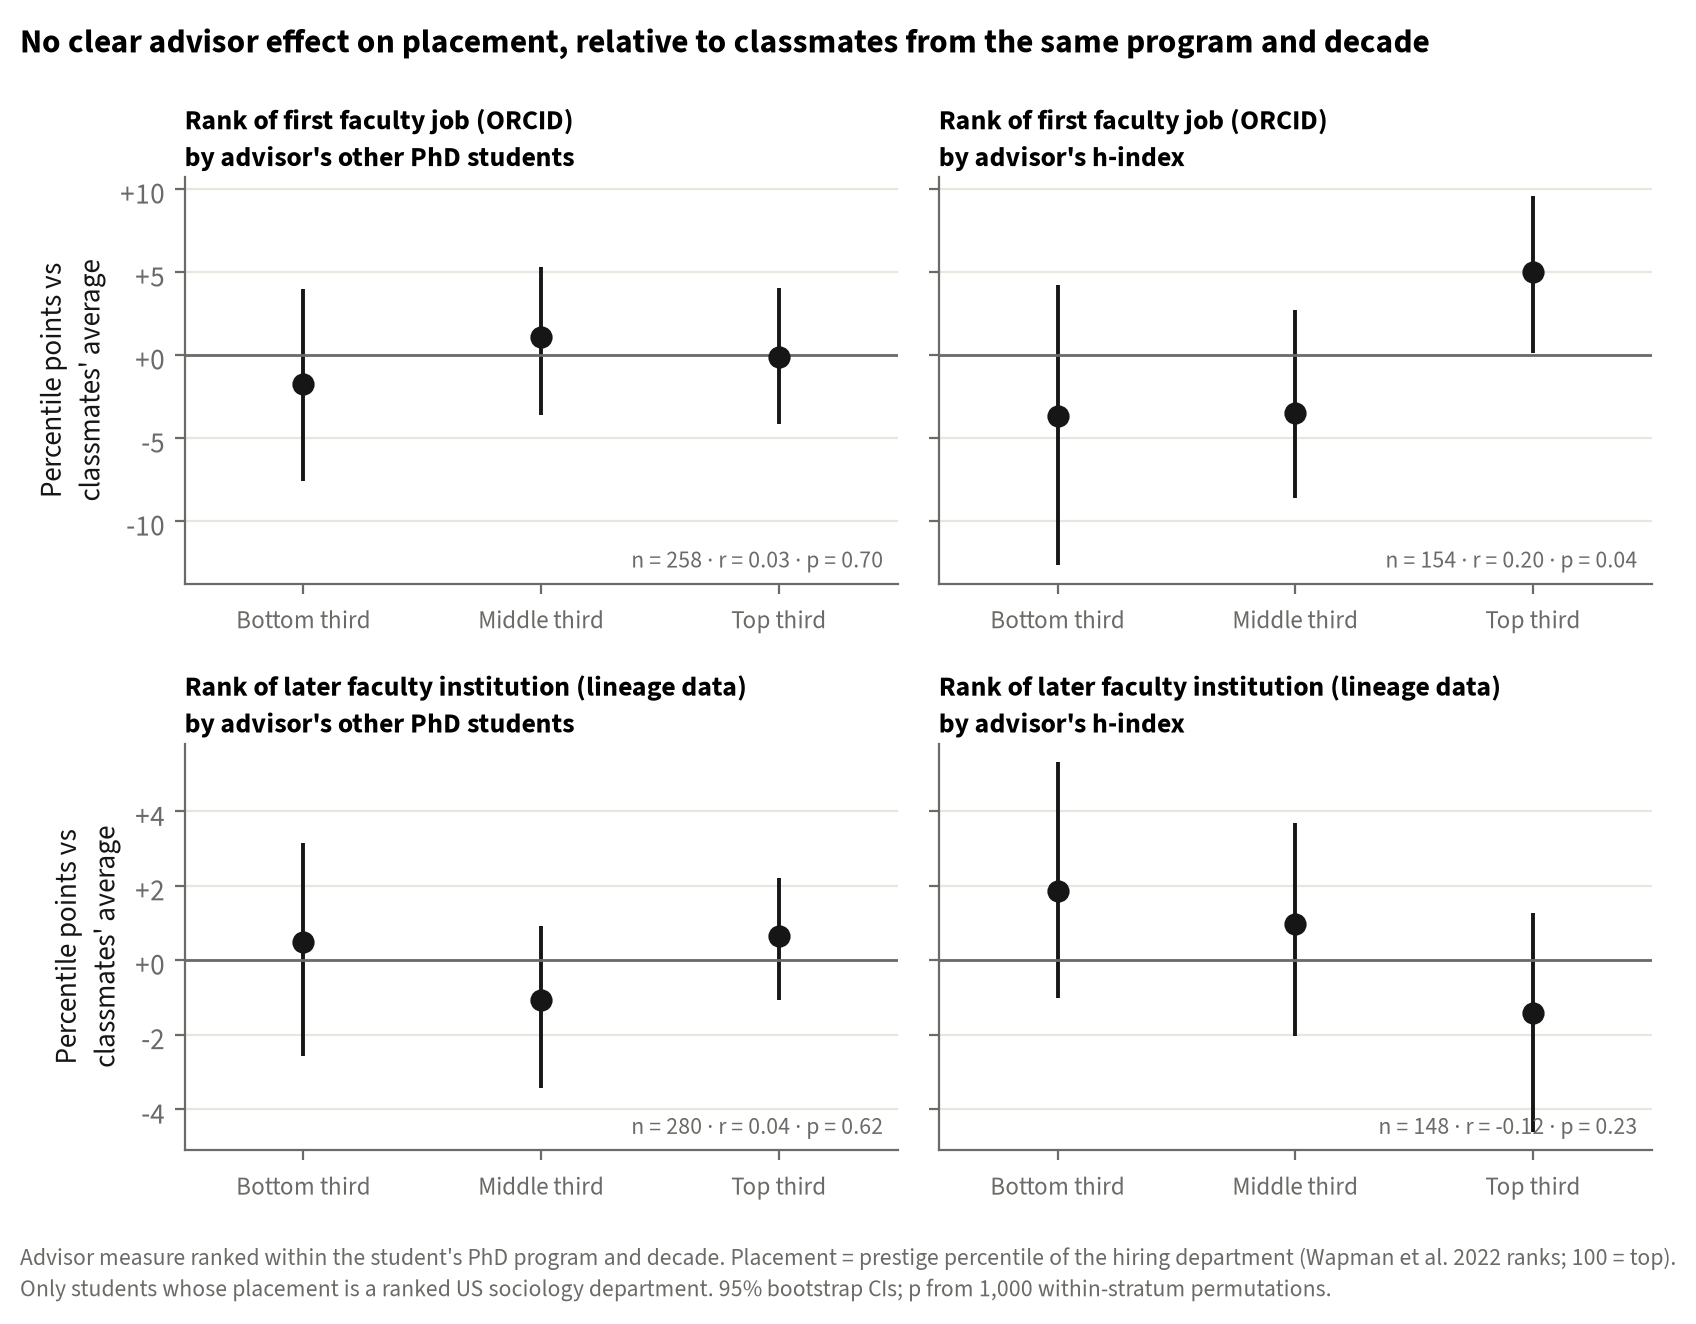 No clear advisor effect on placement, relative to classmates from the same program and decade
Rank of first faculty job (ORCID)
by advisor's other PhD students
Percentile points vs
classmates' average
+10
+5
+0
-5
-10
n = 258 · r = 0.03 · p = 0.70
Bottom third
Middle third
Top third
Rank of first faculty job (ORCID)
by advisor's h-index
n = 154 · r = 0.20 · p = 0.04
Bottom third
Middle third
Top third
Rank of later faculty institution (lineage data)
by advisor's other PhD students
Percentile points vs
classmates' average
+4
+2
+0
-2
-4
n = 280 · r = 0.04 · p = 0.62
Bottom third
Middle third
Top third
Rank of later faculty institution (lineage data)
by advisor's h-index
n = 148 · r = -0.12 · p = 0.23
Bottom third
Middle third
Top third
Advisor measure ranked within the student's PhD program and decade. Placement = prestige percentile of the hiring department (Wapman et al. 2022 ranks; 100 = top).
Only students whose placement is a ranked US sociology department. 95% bootstrap CIs; p from 1,000 within-stratum permutations.